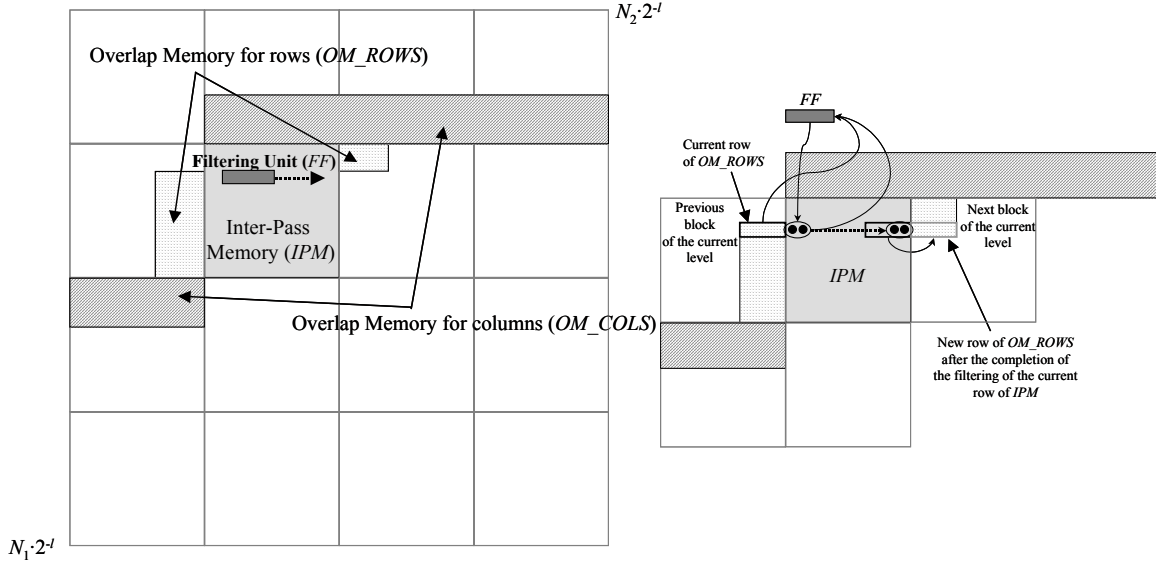 N₂·2⁻ˡ
Overlap Memory for rows (OM_ROWS)
Filtering Unit (FF)
Inter-Pass
Memory (IPM)
Overlap Memory for columns (OM_COLS)
N₁·2⁻ˡ
FF
Current row
of OM_ROWS
Previous
block
of the current
level
Next block
of the current
level
IPM
New row of OM_ROWS
after the completion of
the filtering of the current
row of IPM